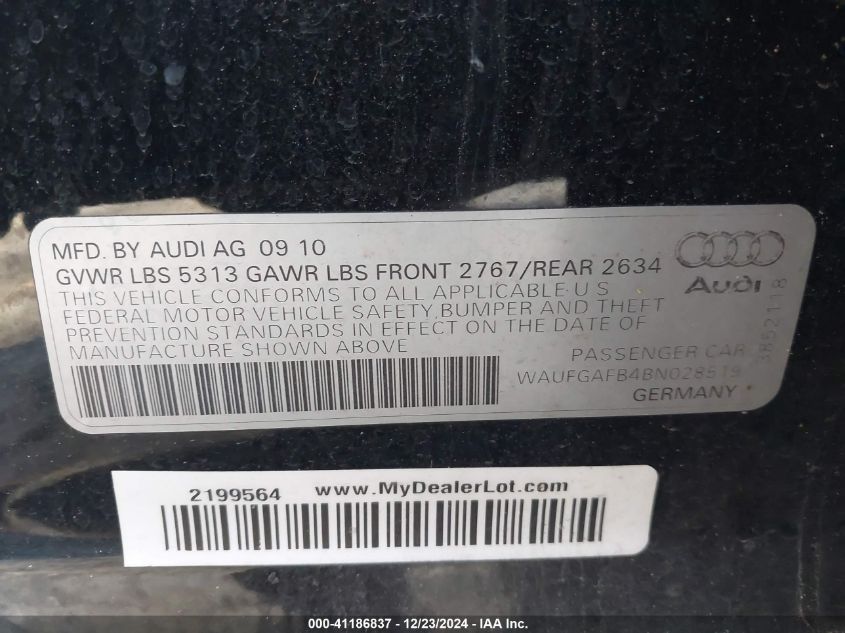 MFD. BY AUDI AG 09 10
GVWR LBS 5313 GAWR LBS FRONT 2767/REAR 2634
THIS VEHICLE CONFORMS TO ALL APPLICABLE U S
FEDERAL MOTOR VEHICLE SAFETY,BUMPER AND THEFT
PREVENTION STANDARDS IN EFFECT ON THE DATE OF
MANUFACTURE SHOWN ABOVE
PASSENGER CAR
WAUFGAFB4BN028519
GERMANY
Audi
3852118
2199564 www.MyDealerLot.com
000-41186837 - 12/23/2024 - IAA Inc.